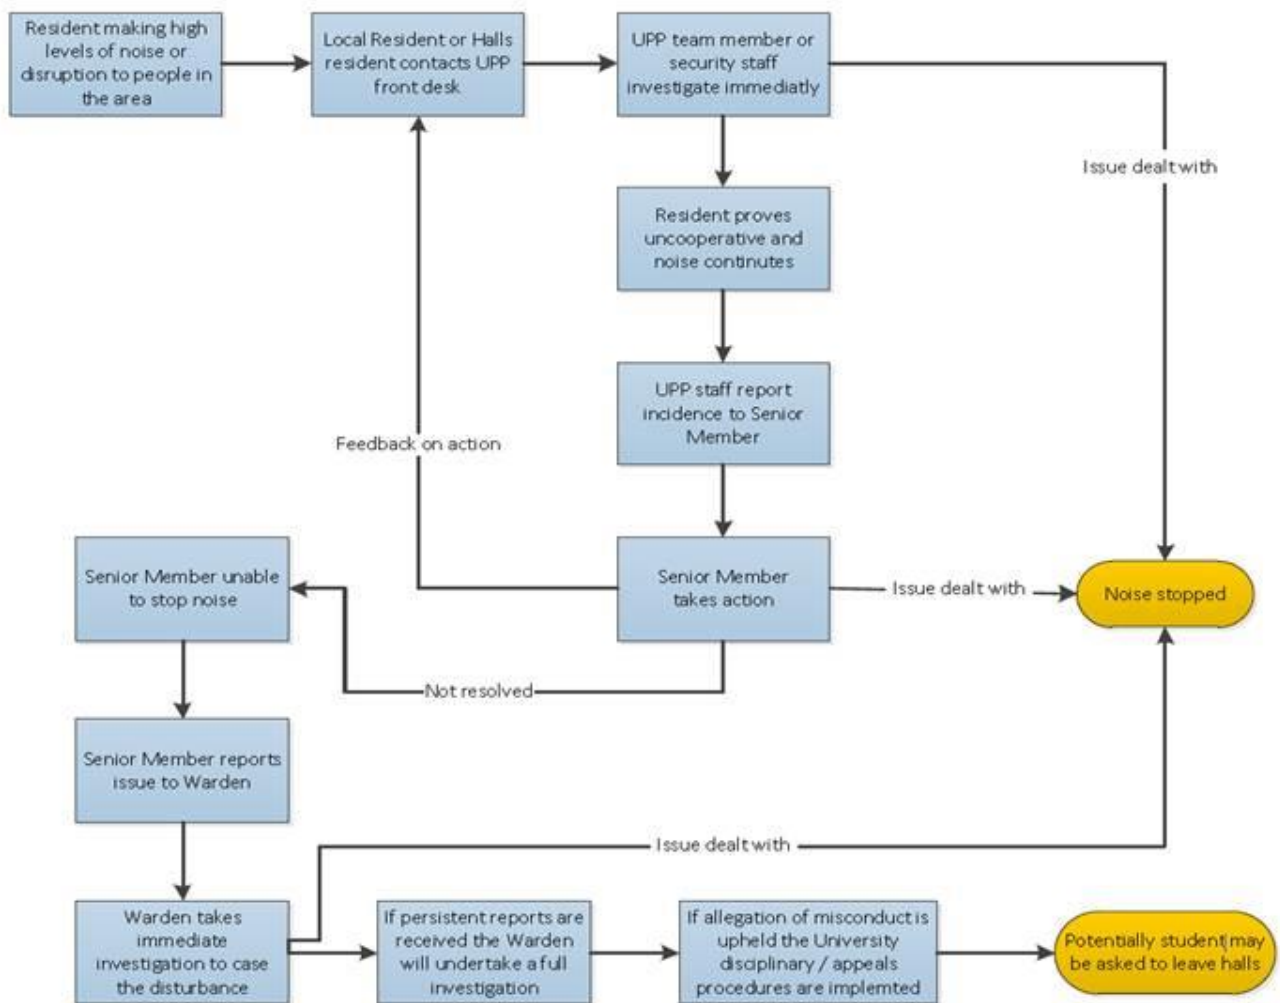 Resident making high
levels of noise or
disruption to people in
the area
Local Resident or Halls
resident contacts UPP
front desk
UPP team member or
security staff
investigate immediatly
Issue dealt with
Resident proves
uncooperative and
noise continutes
UPP staff report
incidence to Senior
Member
Feedback on action
Senior Member unable
to stop noise
Senior Member
takes action
Issue dealt with
Noise stopped
Not resolved
Senior Member reports
issue to Warden
Issue dealt with
Warden takes
immediate
investigation to case
the disturbance
If persistent reports are
received the Warden
will undertake a full
investigation
If allegation of misconduct is
upheld the University
disciplinary / appeals
procedures are implemted
Potentially student may
be asked to leave halls